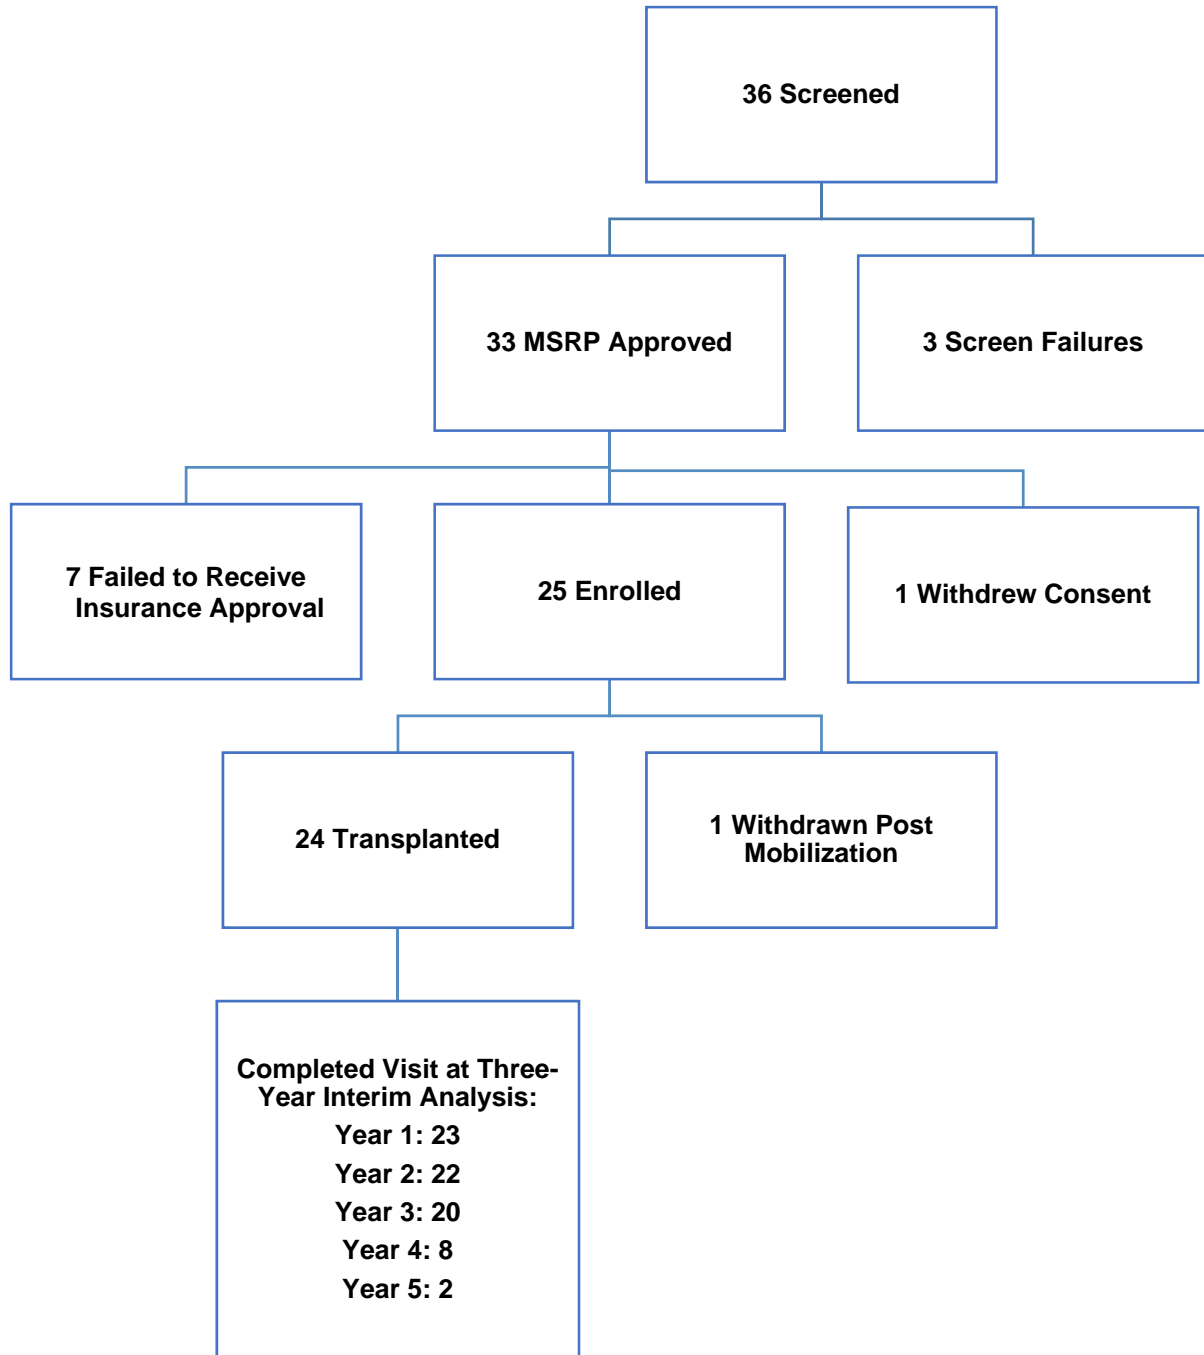 36 Screened
33 MSRP Approved
3 Screen Failures
7 Failed to Receive
Insurance Approval
25 Enrolled
1 Withdrew Consent
24 Transplanted
1 Withdrawn Post
Mobilization
Completed Visit at Three-
Year Interim Analysis:
Year 1: 23
Year 2: 22
Year 3: 20
Year 4: 8
Year 5: 2